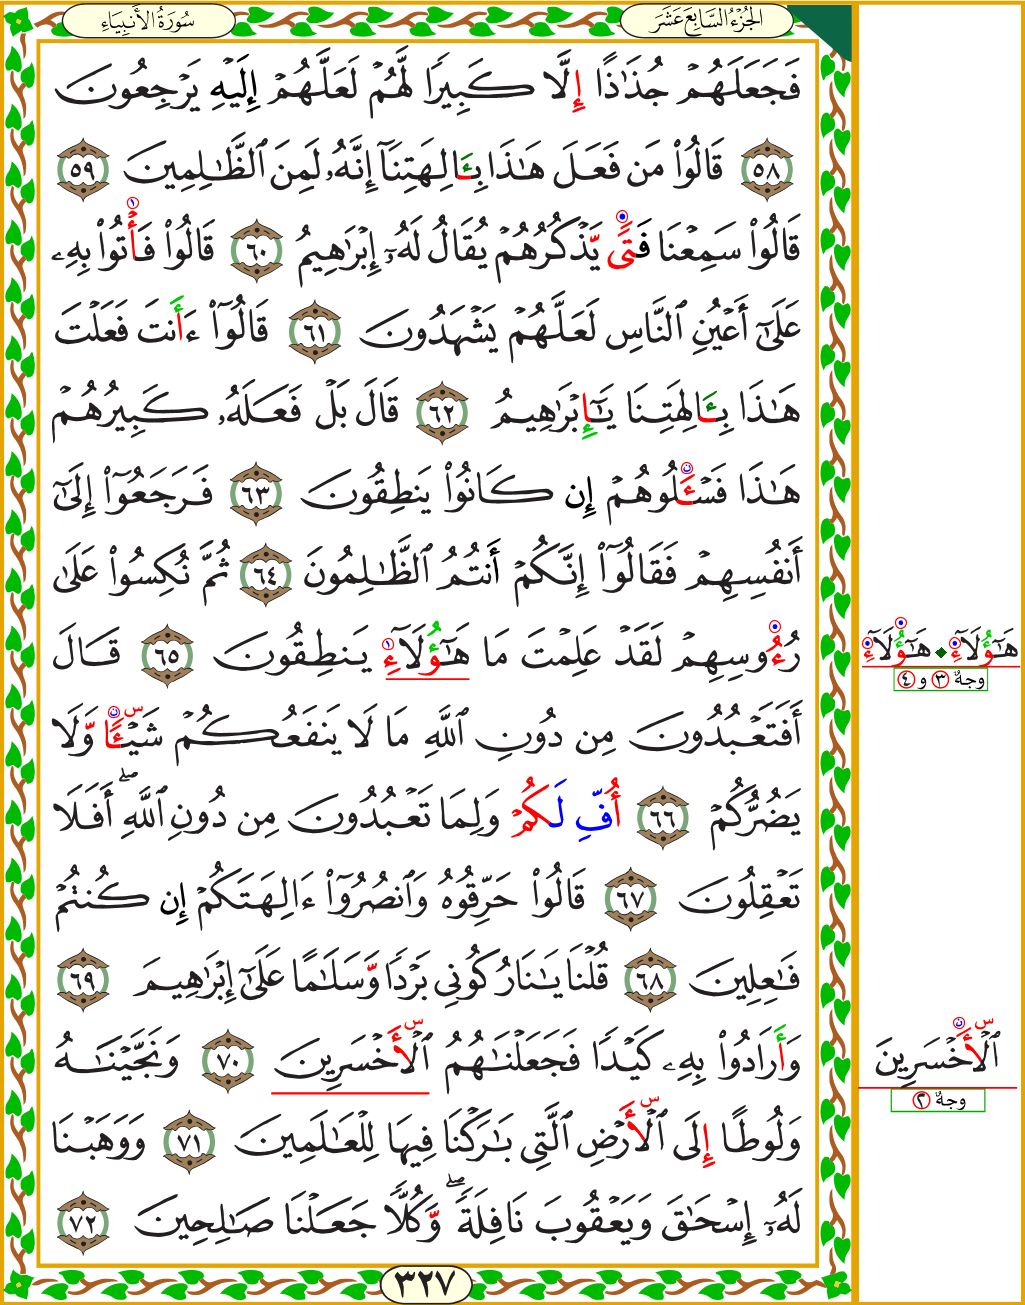 الجُزْءُ السَّابِعَ عَشَرَ
سُورَةُ الأَنبِيَاءِ
فَجَعَلَهُمْ جُذَٰذًا إِلَّا كَبِيرًا لَّهُمْ لَعَلَّهُمْ إِلَيْهِ يَرْجِعُونَ
٥٨ قَالُوا۟ مَن فَعَلَ هَٰذَا بِـَٔالِهَتِنَآ إِنَّهُۥ لَمِنَ ٱلظَّٰلِمِينَ ٥٩
قَالُوا۟ سَمِعْنَا فَتًى يَذْكُرُهُمْ يُقَالُ لَهُۥٓ إِبْرَٰهِيمُ ٦٠ قَالُوا۟ فَأْتُوا۟ بِهِۦ
عَلَىٰٓ أَعْيُنِ ٱلنَّاسِ لَعَلَّهُمْ يَشْهَدُونَ ٦١ قَالُوٓا۟ ءَأَنتَ فَعَلْتَ
هَٰذَا بِـَٔالِهَتِنَا يَٰٓإِبْرَٰهِيمُ ٦٢ قَالَ بَلْ فَعَلَهُۥ كَبِيرُهُمْ
هَٰذَا فَسْـَٔلُوهُمْ إِن كَانُوا۟ يَنطِقُونَ ٦٣ فَرَجَعُوٓا۟ إِلَىٰٓ
أَنفُسِهِمْ فَقَالُوٓا۟ إِنَّكُمْ أَنتُمُ ٱلظَّٰلِمُونَ ٦٤ ثُمَّ نُكِسُوا۟ عَلَىٰ
رُءُوسِهِمْ لَقَدْ عَلِمْتَ مَا هَٰٓؤُلَآءِ يَنطِقُونَ ٦٥ قَالَ
أَفَتَعْبُدُونَ مِن دُونِ ٱللَّهِ مَا لَا يَنفَعُكُمْ شَيْـًٔا وَلَا
يَضُرُّكُمْ ٦٦ أُفٍّ لَّكُمْ وَلِمَا تَعْبُدُونَ مِن دُونِ ٱللَّهِ ۖ أَفَلَا
تَعْقِلُونَ ٦٧ قَالُوا۟ حَرِّقُوهُ وَٱنصُرُوٓا۟ ءَالِهَتَكُمْ إِن كُنتُمْ
فَٰعِلِينَ ٦٨ قُلْنَا يَٰنَارُ كُونِى بَرْدًا وَسَلَٰمًا عَلَىٰٓ إِبْرَٰهِيمَ ٦٩
وَأَرَادُوا۟ بِهِۦ كَيْدًا فَجَعَلْنَٰهُمُ ٱلْأَخْسَرِينَ ٧٠ وَنَجَّيْنَٰهُ
وَلُوطًا إِلَى ٱلْأَرْضِ ٱلَّتِى بَٰرَكْنَا فِيهَا لِلْعَٰلَمِينَ ٧١ وَوَهَبْنَا
لَهُۥٓ إِسْحَٰقَ وَيَعْقُوبَ نَافِلَةً ۖ وَكُلًّا جَعَلْنَا صَٰلِحِينَ ٧٢
٣٢٧
هَٰٓؤُلَآءِ ۰ هَٰٓؤُلَآءِ
وجهٌ ٣ و ٤
ٱلْأَخْسَرِينَ
وجهٌ ٢